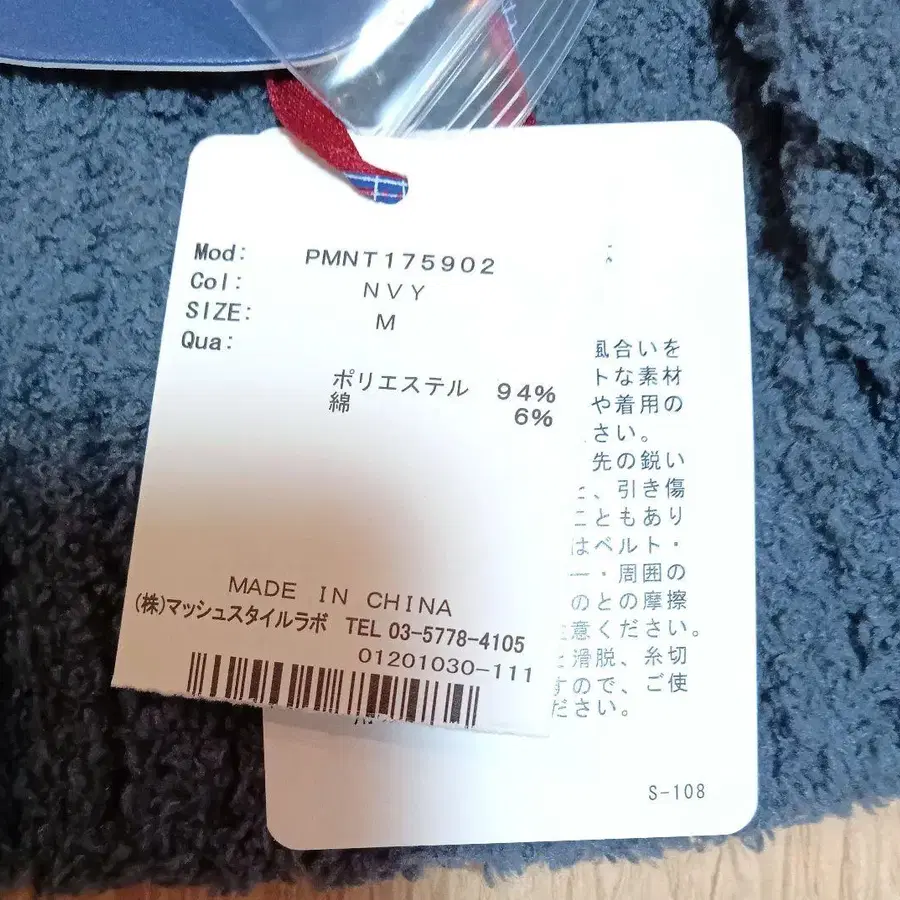 Mod: PMNT175902
Col: NVY
SIZE: M
Qua:
ポリエステル 94%
綿 6%
MADE IN CHINA
(株)マッシュスタイルラボ TEL 03-5778-4105
01201030-111
風合いを
トな素材
や着用の
さい。
先の鋭い
、引き傷
こともあり
はベルト・
ー・周囲の
のとの摩擦
注意ください。
滑脱、糸切
すので、ご使
ださい。
S-108